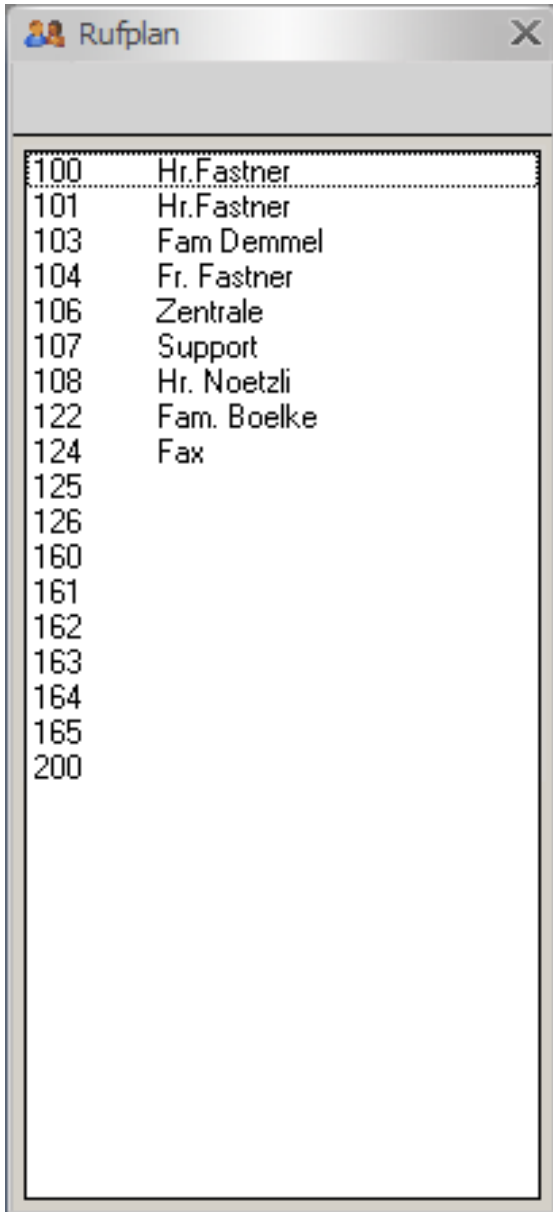 Rufplan
100 Hr.Fastner
101 Hr.Fastner
103 Fam Demmel
104 Fr. Fastner
106 Zentrale
107 Support
108 Hr. Noetzli
122 Fam. Boelke
124 Fax
125
126
160
161
162
163
164
165
200